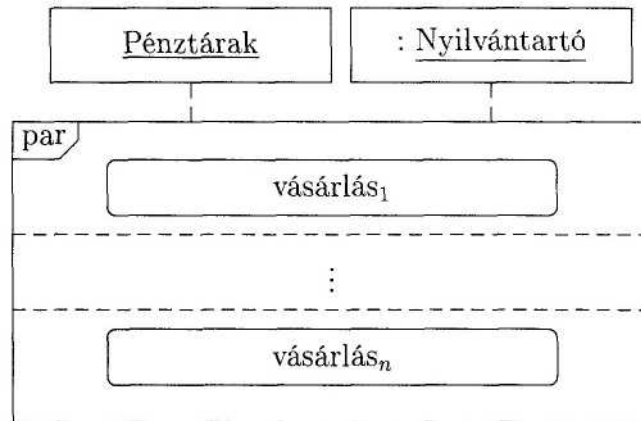 Pénztárak
: Nyilvántartó
par
vásárlás₁
⋮
vásárlásₙ